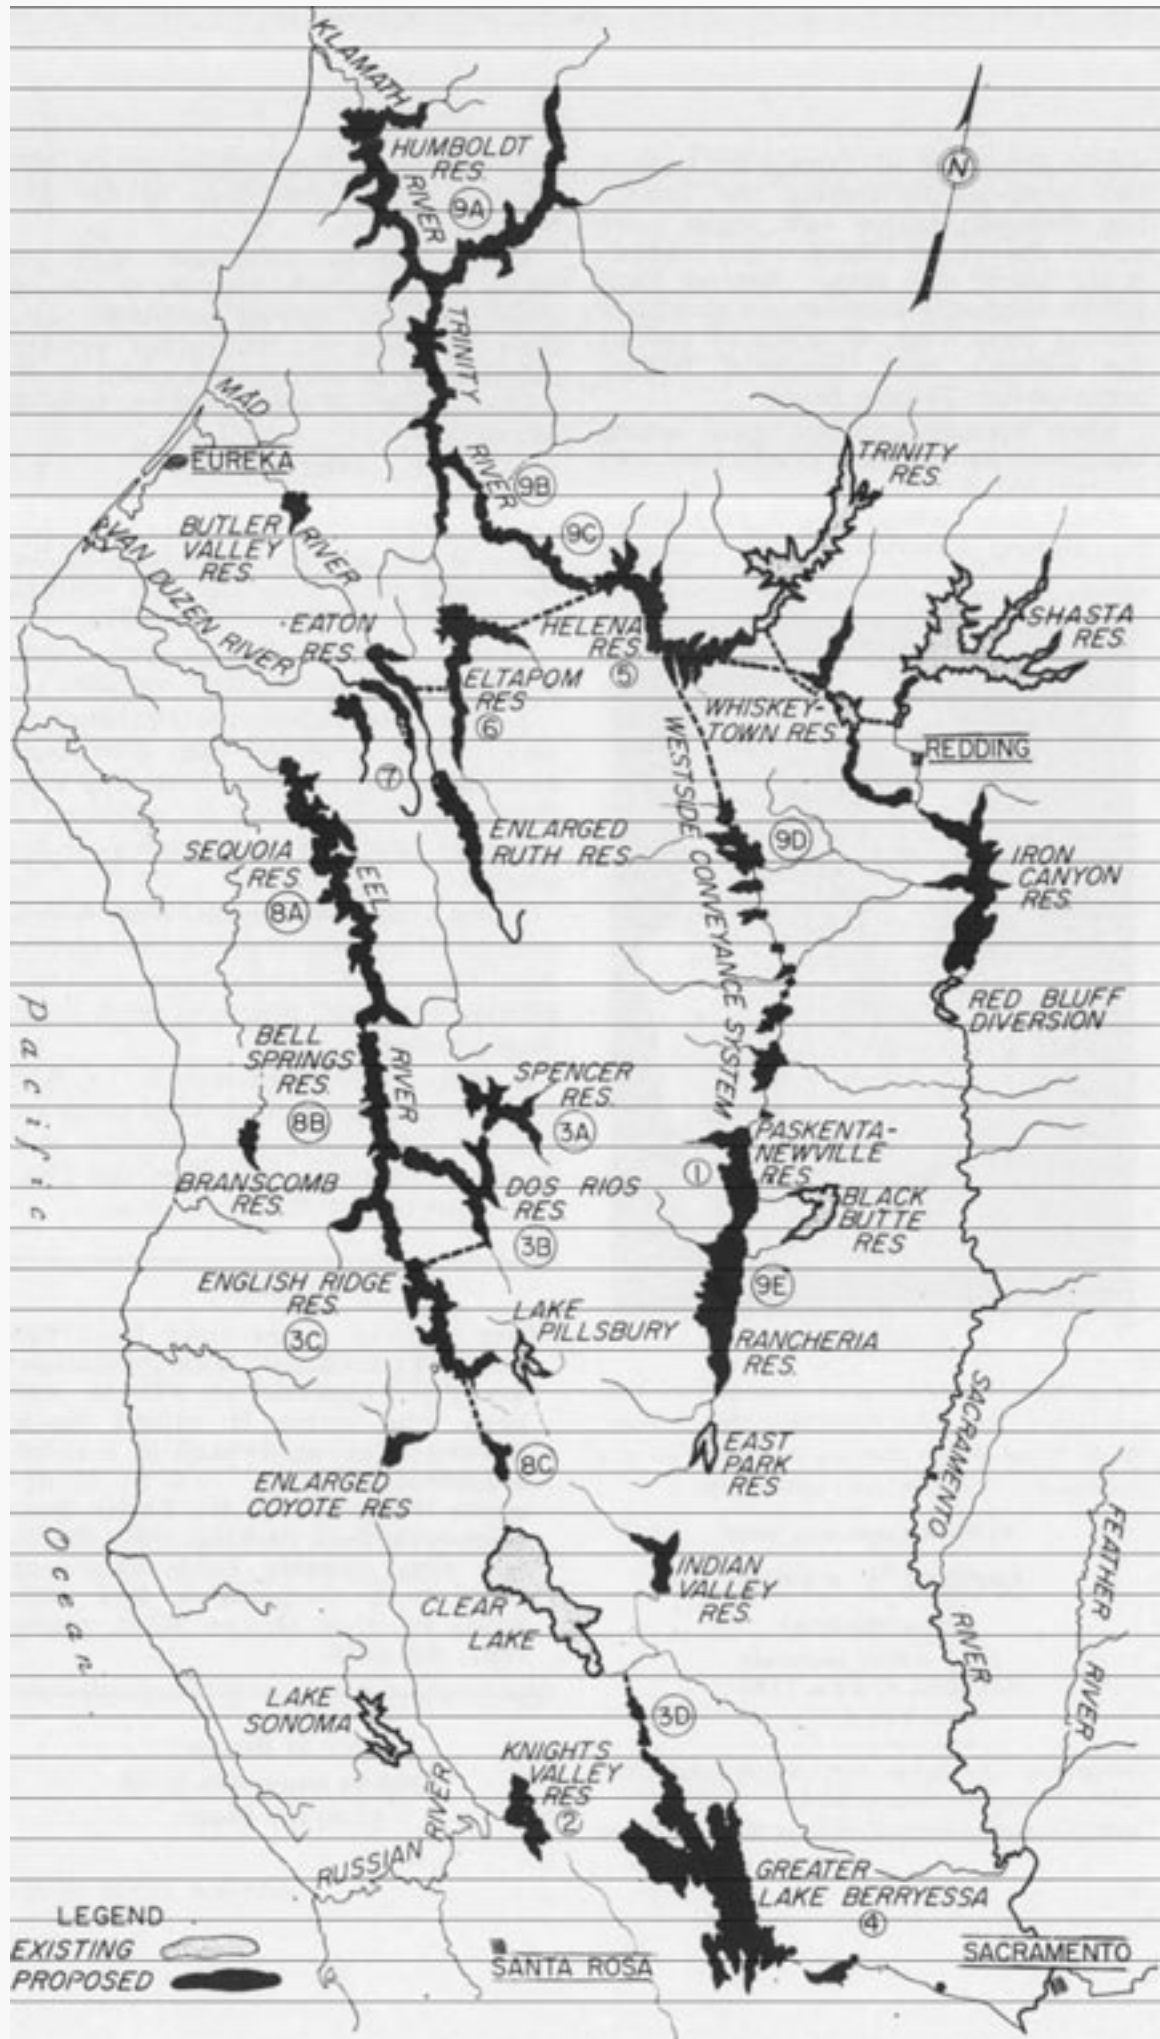 KLAMATH
HUMBOLDT
RES.
RIVER
9A
N
TRINITY
RIVER
MAD
EUREKA
9B
TRINITY
RES.
9C
BUTLER
VALLEY
RES.
RIVER
VAN DUZEN RIVER
EATON
RES.
HELENA
RES.
5
SHASTA
RES.
ELTAPOM
RES
6
WHISKEY-
TOWN RES
REDDING
7
WESTSIDE CONVEYANCE SYSTEM
ENLARGED
RUTH RES.
9D
SEQUOIA
RES.
8A
EEL
RIVER
IRON
CANYON
RES.
RED BLUFF
DIVERSION
Pacific
BELL
SPRINGS
RES.
8B
SPENCER
RES.
3A
PASKENTA-
NEWVILLE
RES.
1
BRANSCOMB
RES.
DOS RIOS
RES.
3B
BLACK
BUTTE
RES
ENGLISH RIDGE
RES.
3C
9E
LAKE
PILLSBURY
RANCHERIA
RES.
SACRAMENTO
RIVER
8C
EAST
PARK
RES
ENLARGED
COYOTE RES
FEATHER
RIVER
Ocean
INDIAN
VALLEY
RES.
CLEAR
LAKE
LAKE
SONOMA
3D
KNIGHTS
VALLEY
RES
2
RUSSIAN
RIVER
GREATER
LAKE BERRYESSA
4
LEGEND
EXISTING
PROPOSED
SANTA ROSA
SACRAMENTO